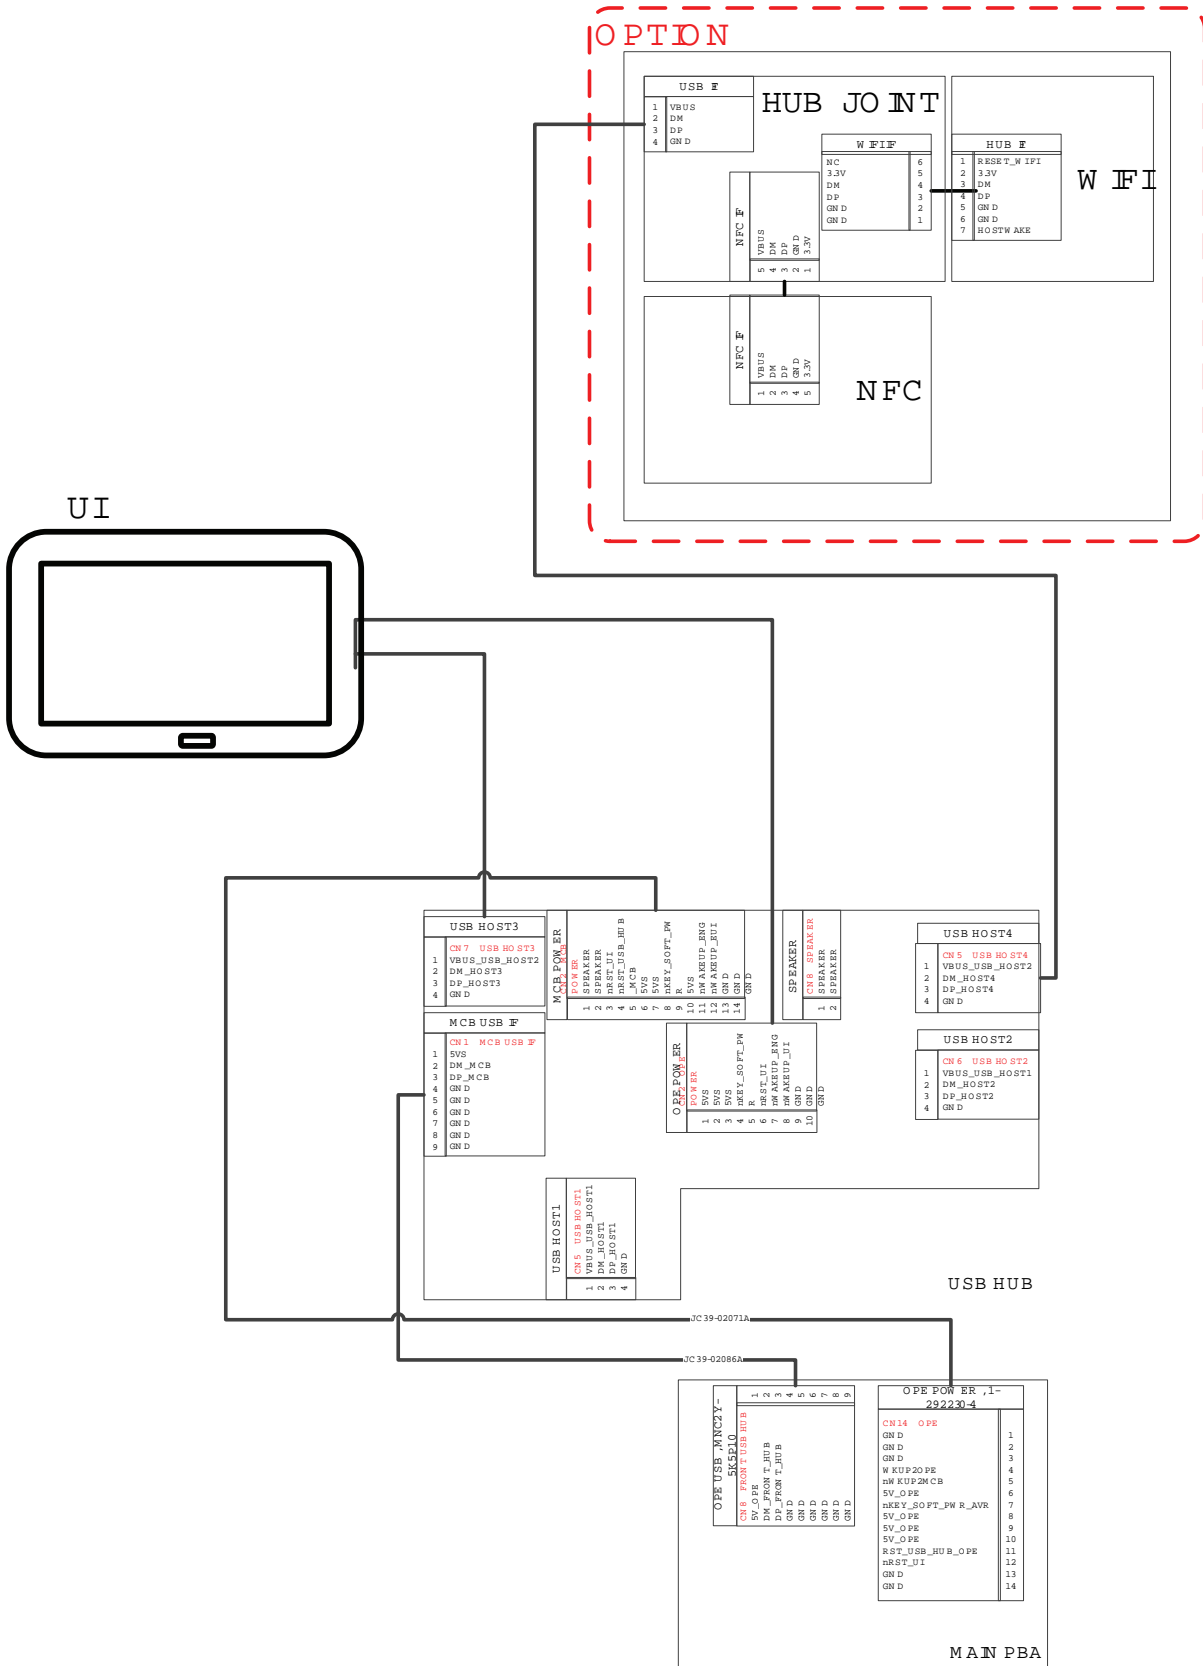 OPTION
USB IF
1 VBUS
2 DM
3 DP
4 GND
HUB JOINT
WIFI IF
NC 6
3.3V 5
DM 4
DP 3
GND 2
GND 1
HUB IF
1 RESET_WIFI
2 3.3V
3 DM
4 DP
5 GND
6 GND
7 HOSTWAKE
WIFI
NFC IF
5 VBUS
4 DM
3 DP
2 GND
1 3.3V
NFC IF
1 VBUS
2 DM
3 DP
4 GND
5 3.3V
NFC
UI
USB HOST3
CN7 USB HOST3
1 VBUS_USB_HOST2
2 DM_HOST3
3 DP_HOST3
4 GND
MCB POWER
CN2 MCB
POWER
1 SPEAKER
2 SPEAKER
3 nRST_UI
4 nRST_USB_HUB
5 _MCB
6 5VS
7 5VS
8 nKEY_SOFT_PW
9 R
10 5VS
11 nWAKEUP_ENG
12 nWAKEUP_EUI
13 GND
14 GND
GND
SPEAKER
CN8 SPEAKER
1 SPEAKER
2 SPEAKER
USB HOST4
CN5 USB HOST4
1 VBUS_USB_HOST2
2 DM_HOST4
3 DP_HOST4
4 GND
MCB USB IF
CN1 MCB USB IF
1 5VS
2 DM_MCB
3 DP_MCB
4 GND
5 GND
6 GND
7 GND
8 GND
9 GND
OPE POWER
CN2 OPE
POWER
1 5VS
2 5VS
3 5VS
4 nKEY_SOFT_PW
5 R
6 nRST_UI
7 nWAKEUP_ENG
8 nWAKEUP_UI
9 GND
10 GND
GND
USB HOST2
CN6 USB HOST2
1 VBUS_USB_HOST1
2 DM_HOST2
3 DP_HOST2
4 GND
USB HOST1
CN5 USB HOST1
1 VBUS_USB_HOST1
2 DM_HOST1
3 DP_HOST1
4 GND
USB HUB
JC39-02071A
JC39-02086A
OPE USB ,MNC2Y-
5K5P10
CN8 FRONT USB HUB
1 5V_OPE
2 DM_FRONT_HUB
3 DP_FRONT_HUB
4 GND
5 GND
6 GND
7 GND
8 GND
9 GND
OPE POWER ,1-
292230-4
CN14 OPE
GND 1
GND 2
GND 3
WKUP2OPE 4
nWKUP2MCB 5
5V_OPE 6
nKEY_SOFT_PWR_AVR 7
5V_OPE 8
5V_OPE 9
5V_OPE 10
RST_USB_HUB_OPE 11
nRST_UI 12
GND 13
GND 14
MAIN PBA